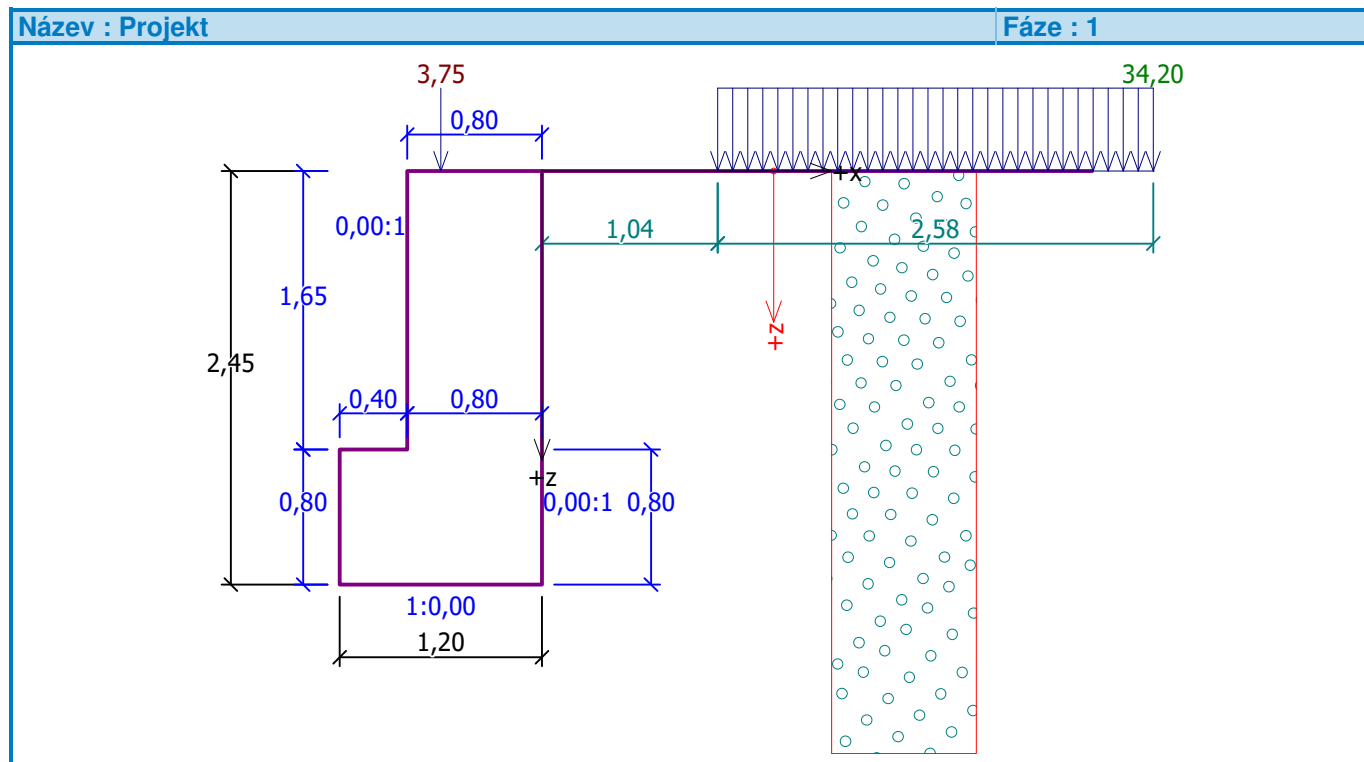 Název : Projekt Fáze : 1
3,75 34,20
0,80
+x
0,00:1 1,04 2,58
1,65
+z
2,45
0,40 0,80
+z
0,80 0,00:1 0,80
1:0,00
1,20